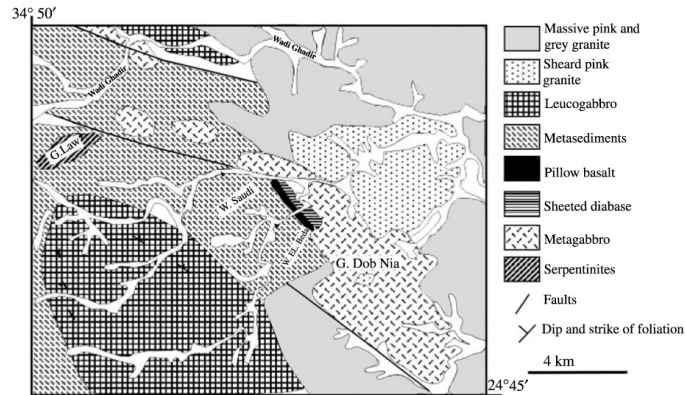 34° 50′
Wadi Ghadir
Wadi Ghadir
G.Law
W. Saudi
W. EL. Beda
G. Dob Nia
24°45′
Massive pink and
grey granite
Sheard pink
granite
Leucogabbro
Metasediments
Pillow basalt
Sheeted diabase
Metagabbro
Serpentinites
Faults
Dip and strike of foliation
4 km